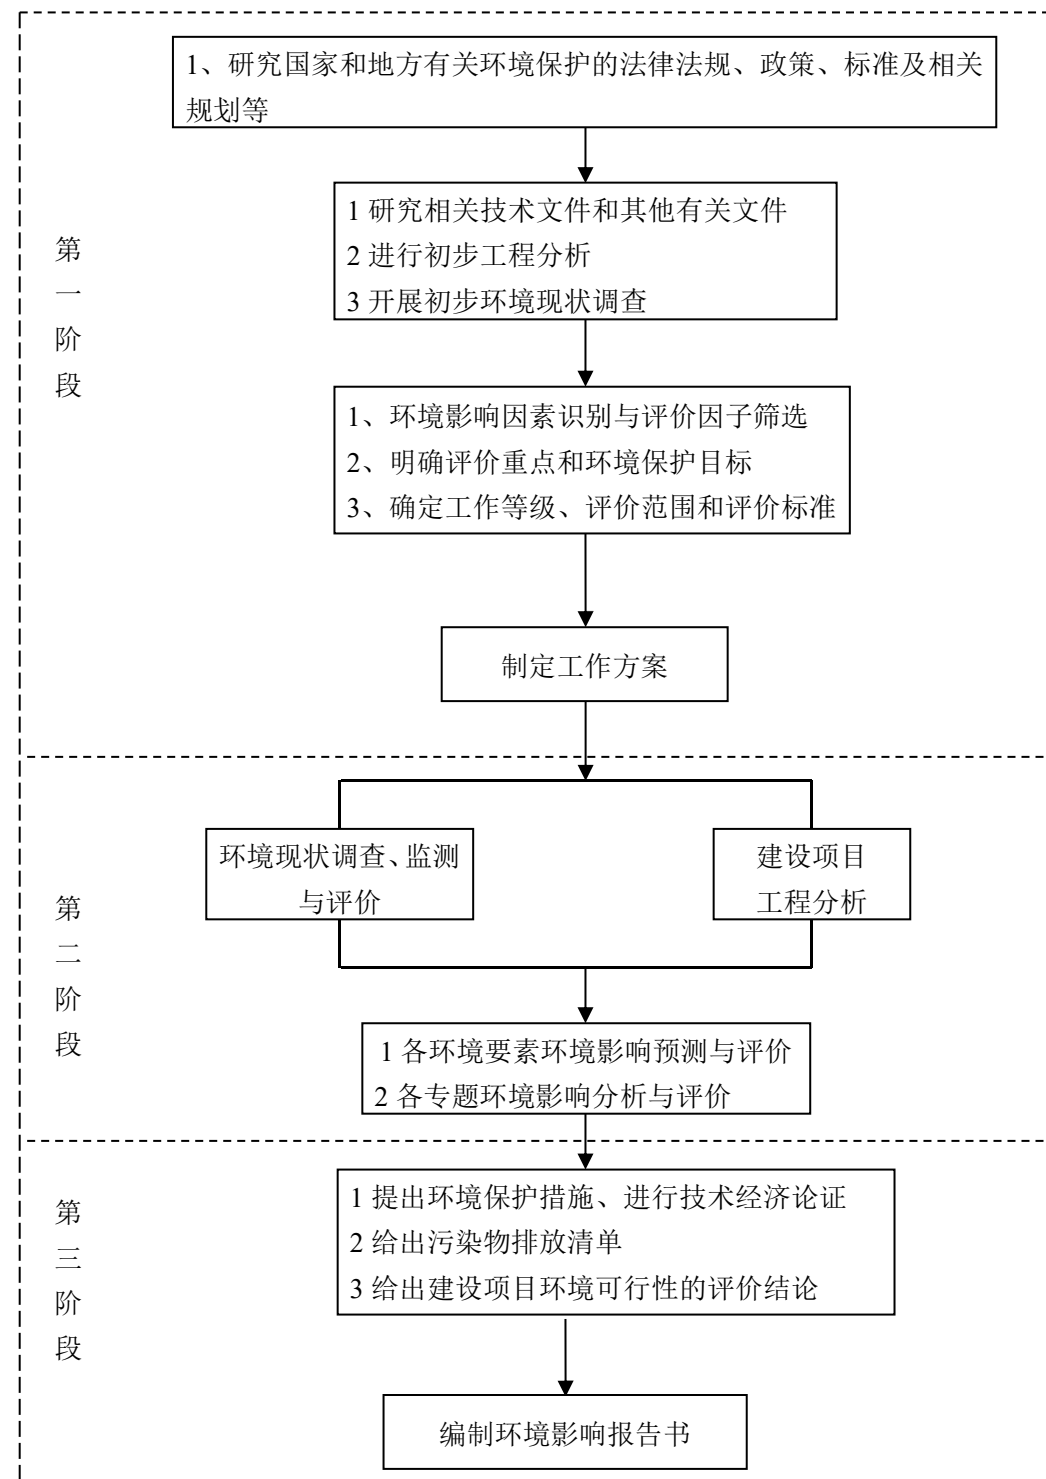 1、研究国家和地方有关环境保护的法律法规、政策、标准及相关
规划等
1 研究相关技术文件和其他有关文件
2 进行初步工程分析
3 开展初步环境现状调查
第
一
阶
段
1、环境影响因素识别与评价因子筛选
2、明确评价重点和环境保护目标
3、确定工作等级、评价范围和评价标准
制定工作方案
环境现状调查、监测
与评价
建设项目
工程分析
第
二
阶
段
1 各环境要素环境影响预测与评价
2 各专题环境影响分析与评价
第
三
阶
段
1 提出环境保护措施、进行技术经济论证
2 给出污染物排放清单
3 给出建设项目环境可行性的评价结论
编制环境影响报告书